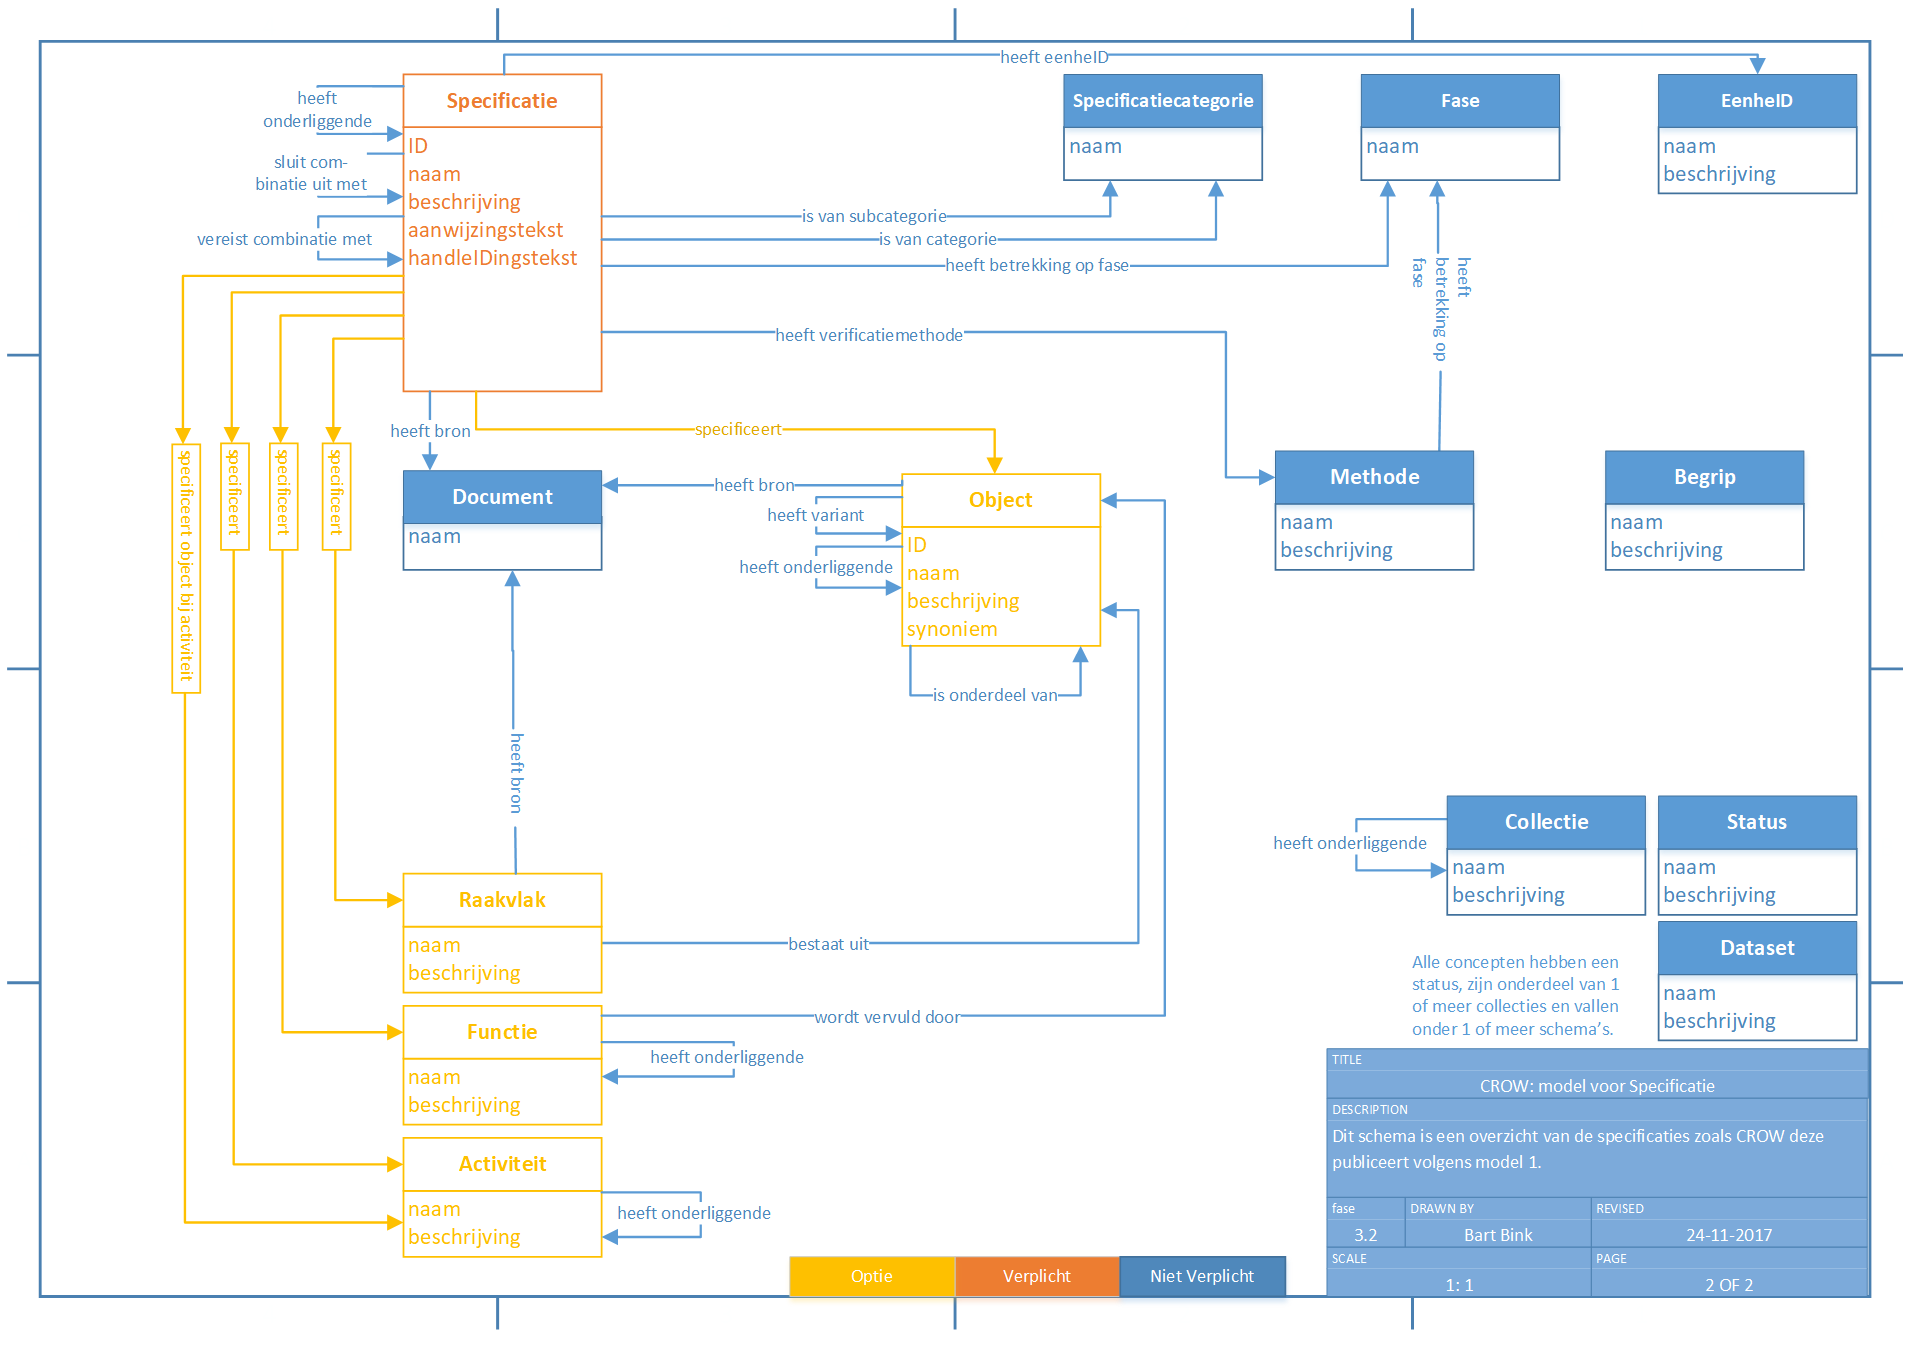 heeft eenheID
Specificatie
ID
naam
beschrijving
aanwijzingstekst
handleIDingstekst
heeft
onderliggende
sluit com-
binatie uit met
vereist combinatie met
Specificatiecategorie
naam
Fase
naam
EenheID
naam
beschrijving
is van subcategorie
is van categorie
heeft betrekking op fase
heeft verificatiemethode
heeft
betrekking op
fase
heeft bron
specificeert
specificeert object bij activiteit
specificeert
specificeert
specificeert
Document
naam
heeft bron
heeft variant
heeft onderliggende
Object
ID
naam
beschrijving
synoniem
is onderdeel van
Methode
naam
beschrijving
Begrip
naam
beschrijving
heeft bron
Raakvlak
naam
beschrijving
bestaat uit
Functie
naam
beschrijving
wordt vervuld door
heeft onderliggende
Activiteit
naam
beschrijving
heeft onderliggende
heeft onderliggende
Collectie
naam
beschrijving
Status
naam
beschrijving
Dataset
naam
beschrijving
Alle concepten hebben een
status, zijn onderdeel van 1
of meer collecties en vallen
onder 1 of meer schema's.
TITLE
CROW: model voor Specificatie
DESCRIPTION
Dit schema is een overzicht van de specificaties zoals CROW deze
publiceert volgens model 1.
fase
3.2
DRAWN BY
Bart Bink
REVISED
24-11-2017
SCALE
1: 1
PAGE
2 OF 2
Optie
Verplicht
Niet Verplicht